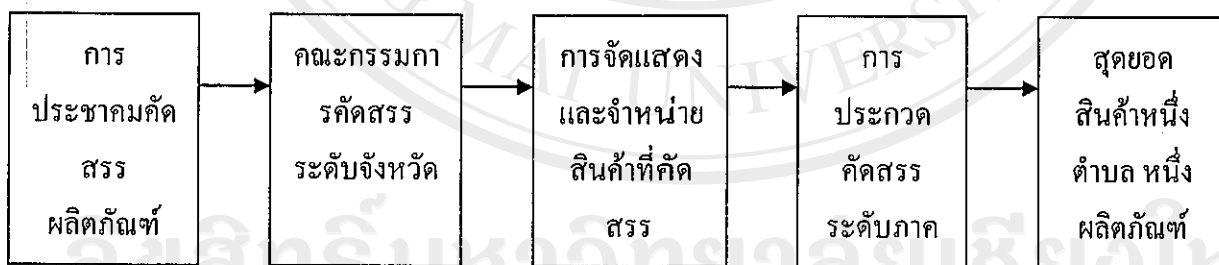 การ
ประชาคมคัด
สรร
ผลิตภัณฑ์
คณะกรรมกา
รคัดสรร
ระดับจังหวัด
การจัดแสดง
และจำหน่าย
สินค้าที่คัด
สรร
การ
ประกวด
คัดสรร
ระดับภาค
สุดยอด
สินค้าหนึ่ง
ตำบล หนึ่ง
ผลิตภัณฑ์
MAI UNIVERSI